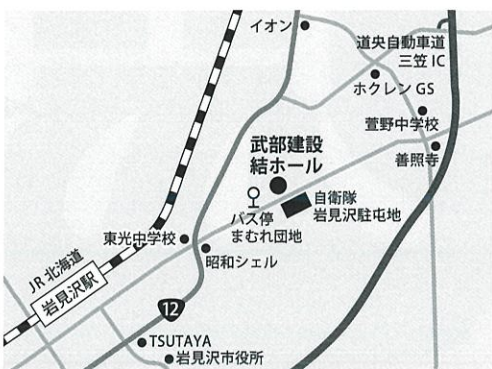 イオン
道央自動車道
三笠 IC
ホクレン GS
萱野中学校
善照寺
武部建設
結ホール
自衛隊
岩見沢駐屯地
バス停
まむれ団地
東光中学校
昭和シェル
JR 北海道
岩見沢駅
12
TSUTAYA
岩見沢市役所